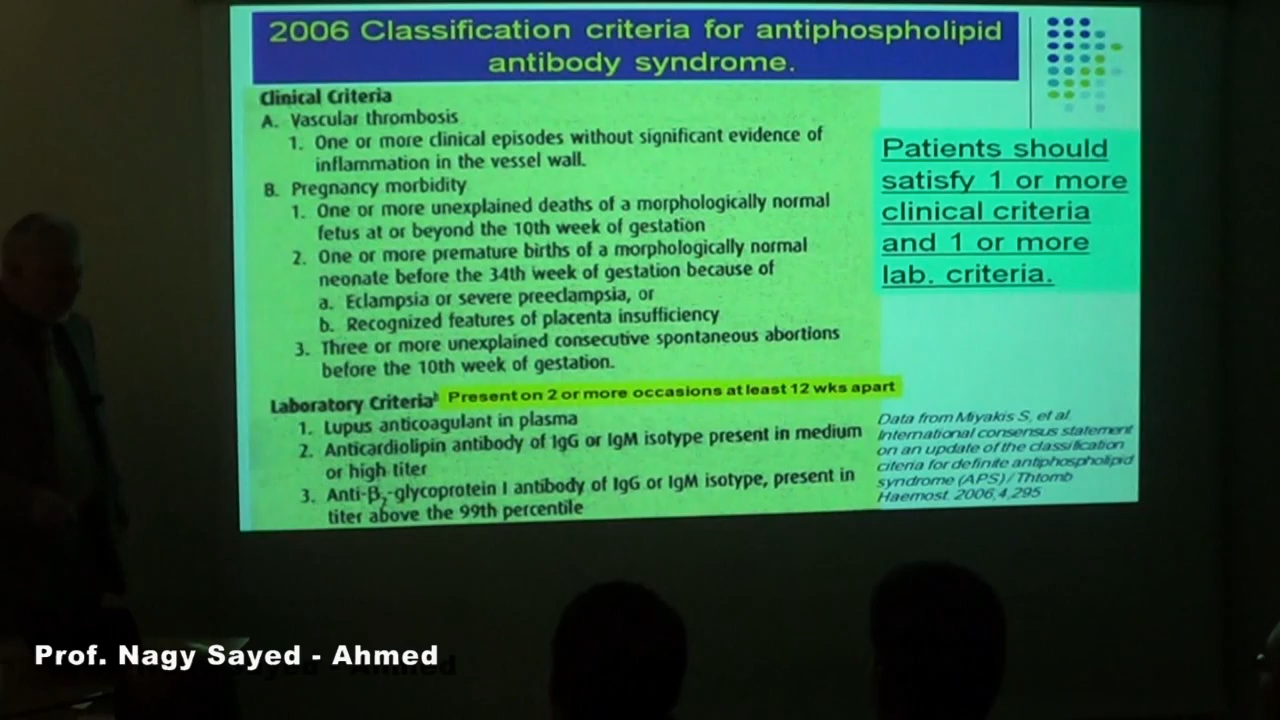 2006 Classification criteria for antiphospholipid
antibody syndrome.
Clinical Criteria
A. Vascular thrombosis
1. One or more clinical episodes without significant evidence of
inflammation in the vessel wall.
B. Pregnancy morbidity
1. One or more unexplained deaths of a morphologically normal
fetus at or beyond the 10th week of gestation
2. One or more premature births of a morphologically normal
neonate before the 34th week of gestation because of
a. Eclampsia or severe preeclampsia, or
b. Recognized features of placenta insufficiency
3. Three or more unexplained consecutive spontaneous abortions
before the 10th week of gestation.
Laboratory Criteria Present on 2 or more occasions at least 12 wks apart
1. Lupus anticoagulant in plasma
2. Anticardiolipin antibody of IgG or IgM isotype present in medium
or high titer
3. Anti-β₂-glycoprotein I antibody of IgG or IgM isotype, present in
titer above the 99th percentile
Patients should
satisfy 1 or more
clinical criteria
and 1 or more
lab. criteria.
Data from Miyakis S, et al.
International consensus statement
on an update of the classification
citeria for definite antiphospholipid
syndrome (APS) / Thtomb
Haemost. 2006,4,295
Prof. Nagy Sayed - Ahmed